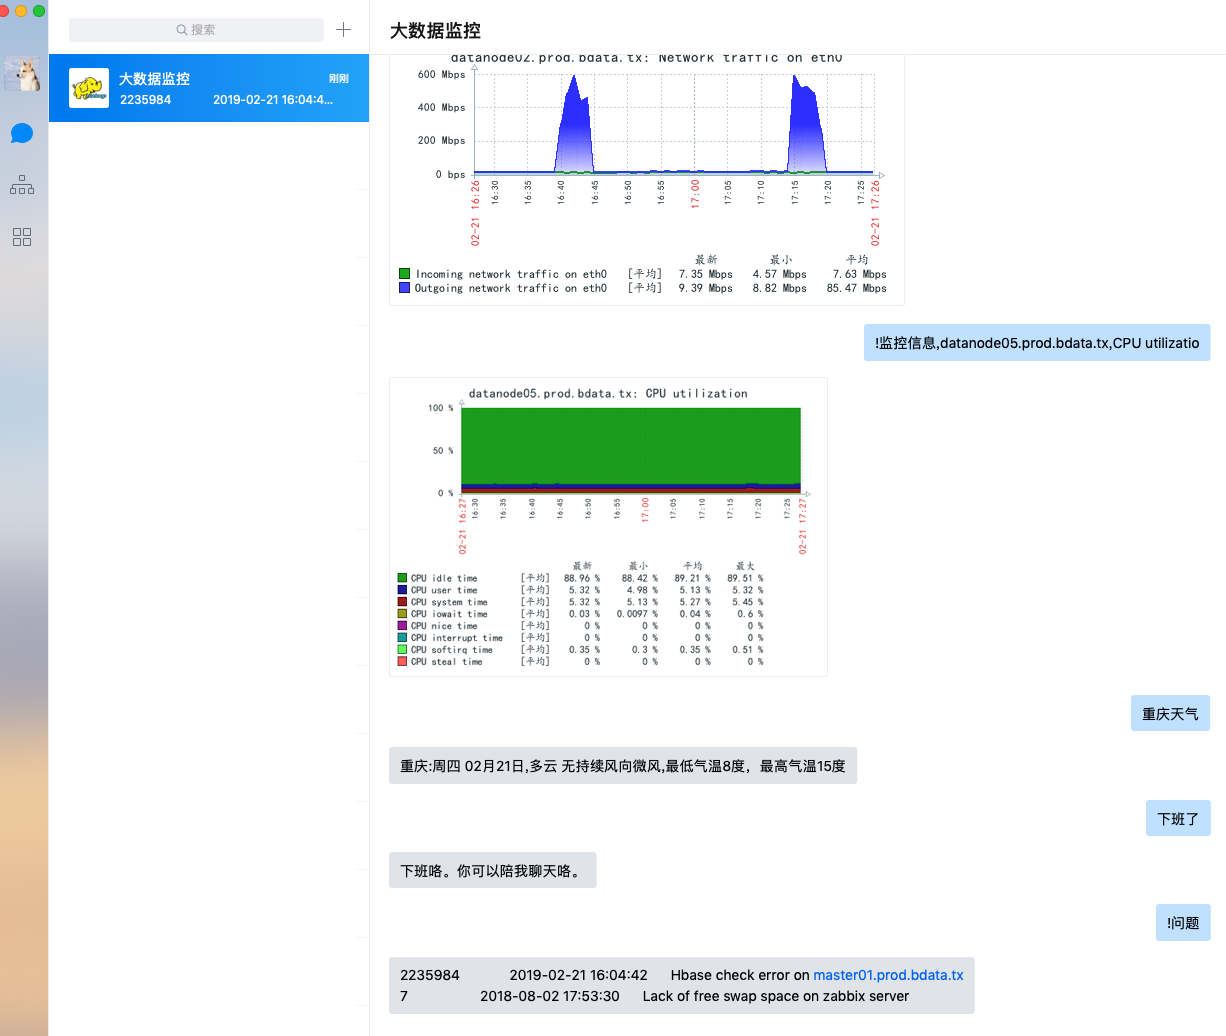 搜索
大数据监控
刚刚
2235984 2019-02-21 16:04:4...
大数据监控
datanode02.prod.bdata.tx: Network traffic on eth0
600 Mbps
400 Mbps
200 Mbps
0 bps
02-21 16:26
16:30
16:35
16:40
16:45
16:50
16:55
17:00
17:05
17:10
17:15
17:20
17:25
02-21 17:26
最新 最小 平均
Incoming network traffic on eth0 [平均] 7.35 Mbps 4.57 Mbps 7.63 Mbps
Outgoing network traffic on eth0 [平均] 9.39 Mbps 8.82 Mbps 85.47 Mbps
!监控信息,datanode05.prod.bdata.tx,CPU utilizatio
datanode05.prod.bdata.tx: CPU utilization
100 %
50 %
0 %
02-21 16:27
16:30
16:35
16:40
16:45
16:50
16:55
17:00
17:05
17:10
17:15
17:20
17:25
02-21 17:27
最新 最小 平均 最大
CPU idle time [平均] 88.96 % 88.42 % 89.21 % 89.51 %
CPU user time [平均] 5.32 % 4.98 % 5.13 % 5.32 %
CPU system time [平均] 5.32 % 5.13 % 5.27 % 5.45 %
CPU iowait time [平均] 0.03 % 0.0097 % 0.04 % 0.6 %
CPU nice time [平均] 0 % 0 % 0 % 0 %
CPU interrupt time [平均] 0 % 0 % 0 % 0 %
CPU softirq time [平均] 0.35 % 0.3 % 0.35 % 0.51 %
CPU steal time [平均] 0 % 0 % 0 % 0 %
重庆天气
重庆:周四 02月21日,多云 无持续风向微风,最低气温8度，最高气温15度
下班了
下班咯。你可以陪我聊天咯。
!问题
2235984 2019-02-21 16:04:42 Hbase check error on master01.prod.bdata.tx
7 2018-08-02 17:53:30 Lack of free swap space on zabbix server